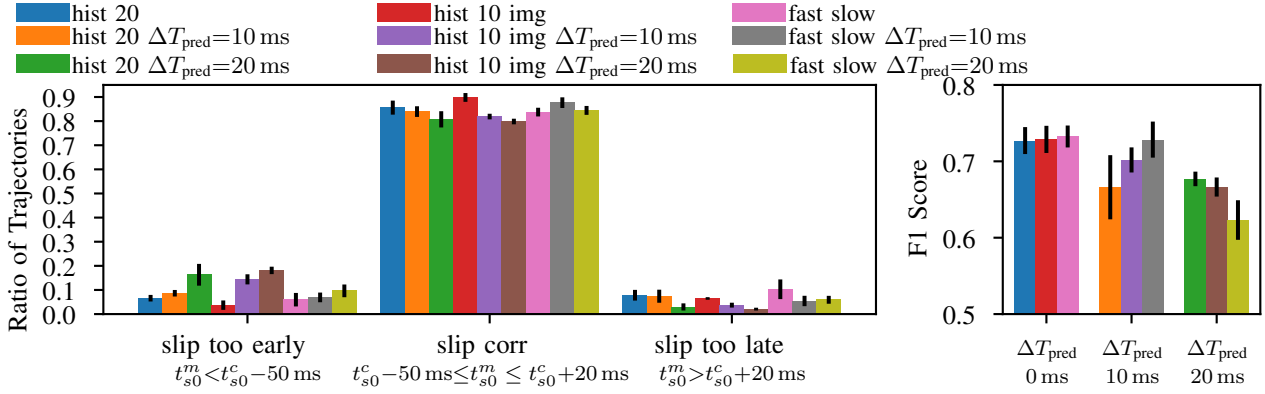 hist 20
hist 10 img
fast slow
hist 20 ΔT_pred=10 ms
hist 10 img ΔT_pred=10 ms
fast slow ΔT_pred=10 ms
hist 20 ΔT_pred=20 ms
hist 10 img ΔT_pred=20 ms
fast slow ΔT_pred=20 ms
Ratio of Trajectories
0.9
0.8
0.7
0.6
0.5
0.4
0.3
0.2
0.1
0.0
slip too early
t^m_s0<t^c_s0−50 ms
slip corr
t^c_s0−50 ms≤t^m_s0 ≤ t^c_s0+20 ms
slip too late
t^m_s0>t^c_s0+20 ms
F1 Score
0.8
0.7
0.6
0.5
ΔT_pred
0 ms
ΔT_pred
10 ms
ΔT_pred
20 ms